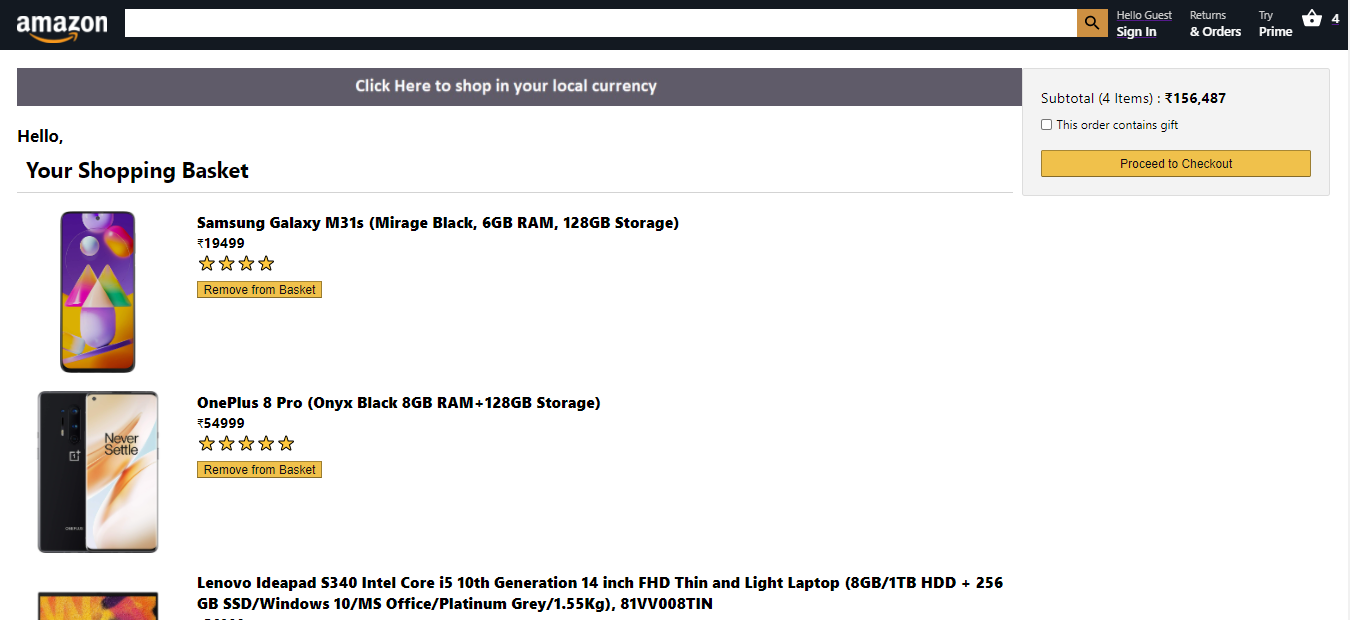 amazon
Hello Guest
Sign In
Returns
& Orders
Try
Prime
4
Click Here to shop in your local currency
Subtotal (4 Items) : ₹156,487
This order contains gift
Proceed to Checkout
Hello,
Your Shopping Basket
Samsung Galaxy M31s (Mirage Black, 6GB RAM, 128GB Storage)
₹19499
Remove from Basket
OnePlus 8 Pro (Onyx Black 8GB RAM+128GB Storage)
₹54999
Remove from Basket
Never
Settle
ONEPLUS
Lenovo Ideapad S340 Intel Core i5 10th Generation 14 inch FHD Thin and Light Laptop (8GB/1TB HDD + 256
GB SSD/Windows 10/MS Office/Platinum Grey/1.55Kg), 81VV008TIN